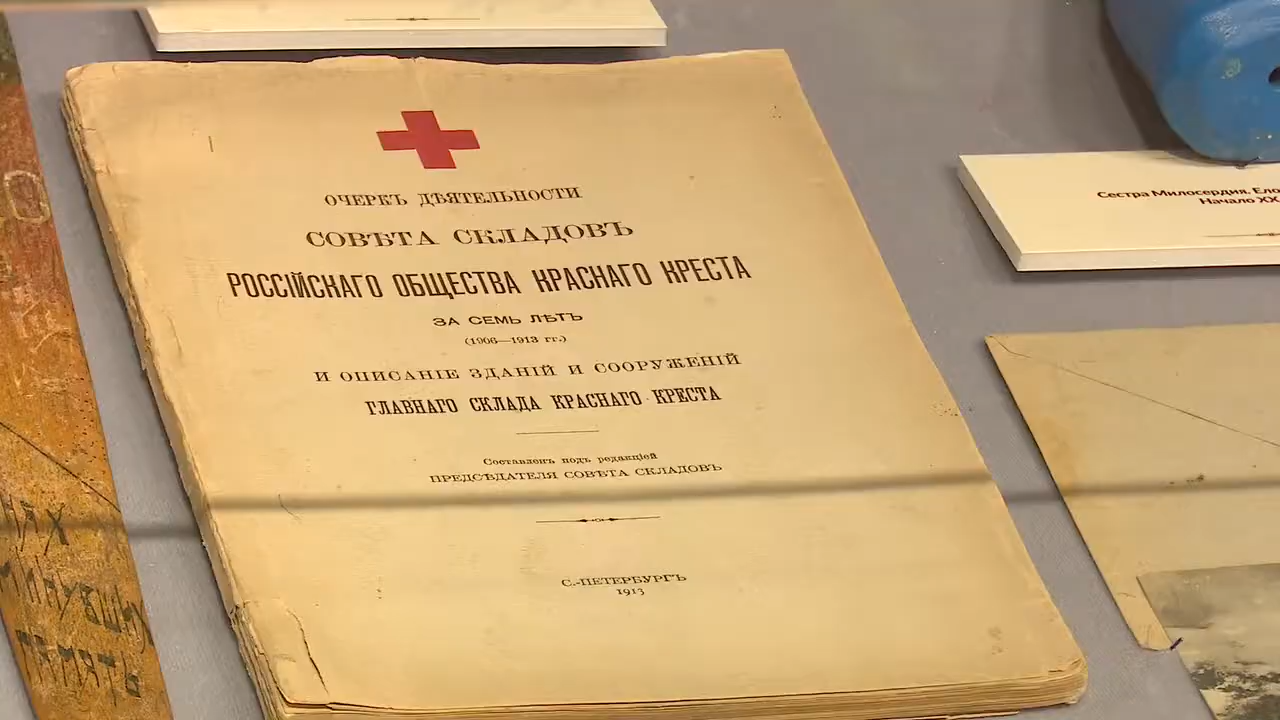 ОЧЕРКЪ ДѢЯТЕЛЬНОСТИ
СОВѢТА СКЛАДОВЪ
РОССІЙСКАГО ОБЩЕСТВА КРАСНАГО КРЕСТА
ЗА СЕМЬ ЛѢТЪ
(1906—1913 гг.)
И ОПИСАНІЕ ЗДАНІЙ И СООРУЖЕНІЙ
ГЛАВНАГО СКЛАДА КРАСНАГО КРЕСТА
Составленъ подъ редакціей
ПРЕДСѢДАТЕЛЯ СОВѢТА СКЛАДОВЪ
С.-ПЕТЕРБУРГЪ
1913
Сестра Милосердия.
Начало XX